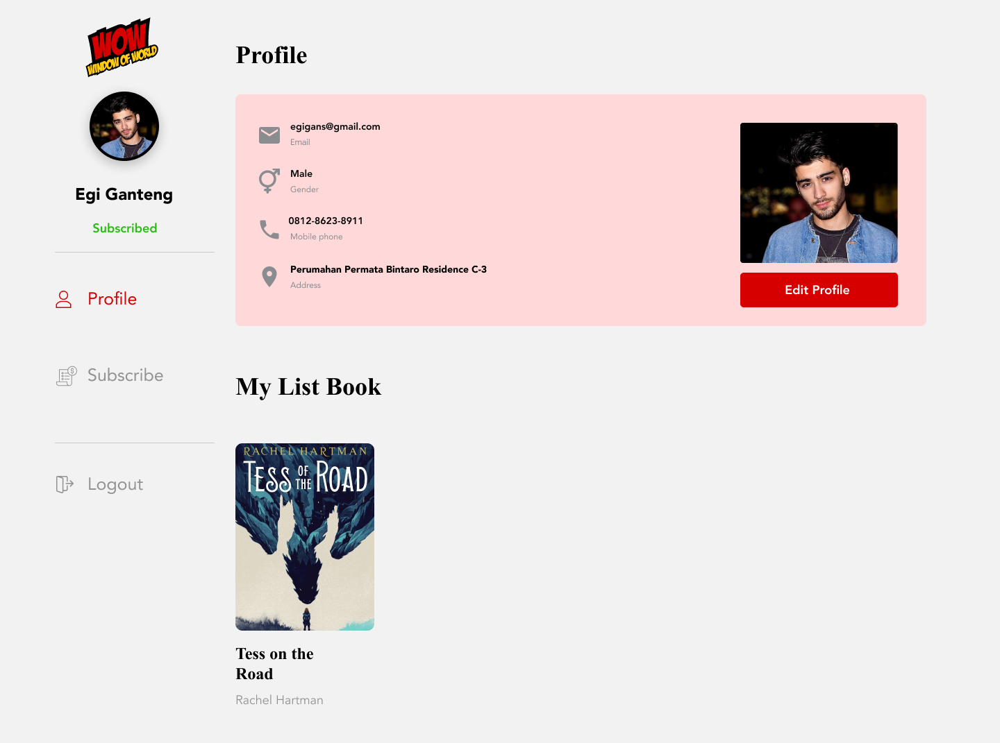 WOW
WINDOW OF WORLD
Egi Ganteng
Subscribed
Profile
Subscribe
Logout
Profile
egigans@gmail.com
Email
Male
Gender
0812-8623-8911
Mobile phone
Perumahan Permata Bintaro Residence C-3
Address
Edit Profile
My List Book
RACHEL HARTMAN
TESS OF THE ROAD
Tess on the
Road
Rachel Hartman